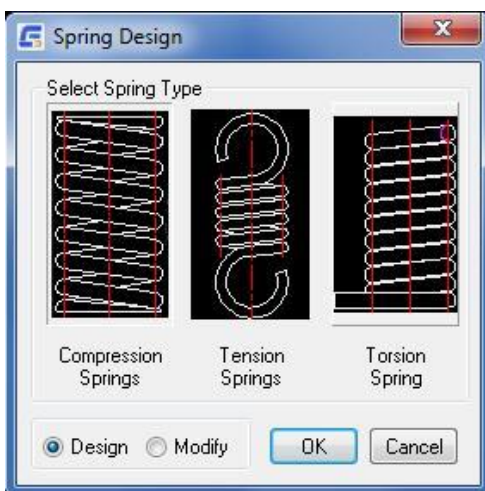 Spring Design
Select Spring Type
Compression
Springs
Tension
Springs
Torsion
Spring
Design
Modify
OK
Cancel